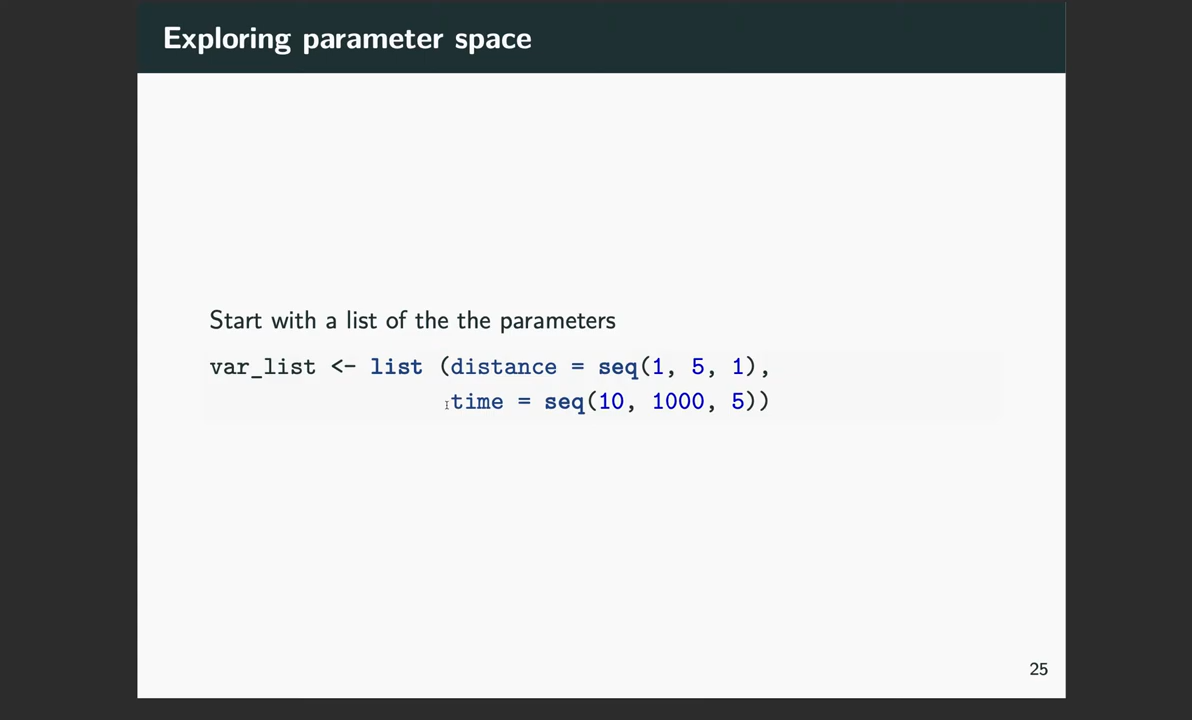 Exploring parameter space
Start with a list of the the parameters
var_list <- list (distance = seq(1, 5, 1),
time = seq(10, 1000, 5))
25